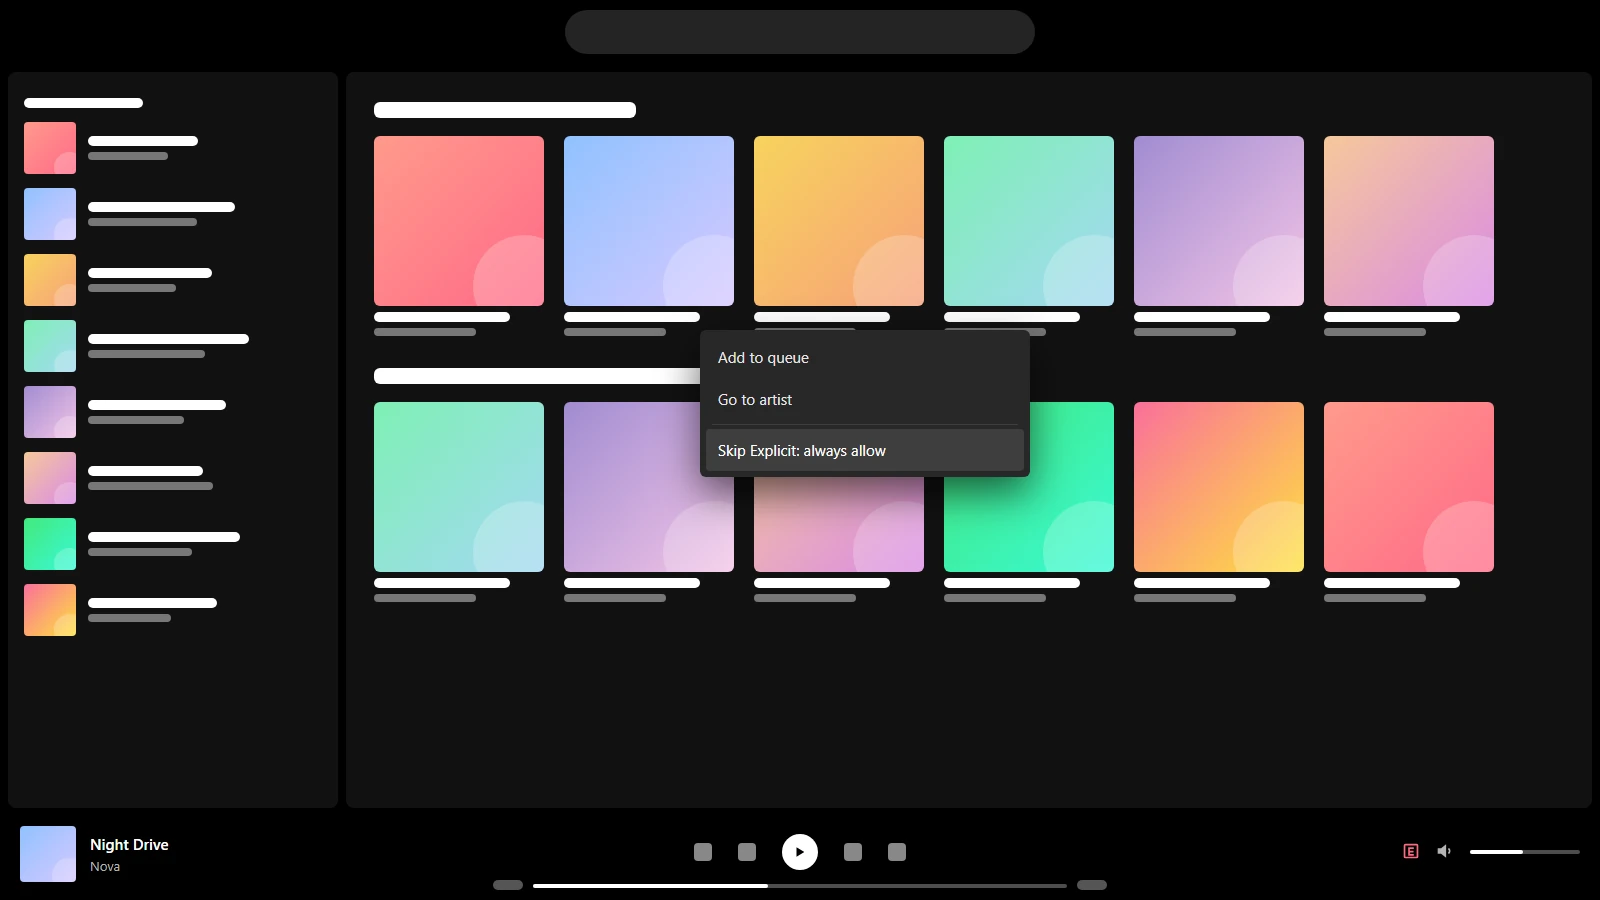 Add to queue
Go to artist
Skip Explicit: always allow
Night Drive
Nova
E